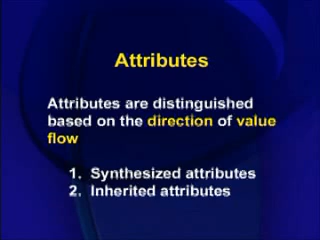 Attributes
Attributes are distinguished
based on the direction of value
flow
1. Synthesized attributes
2. Inherited attributes